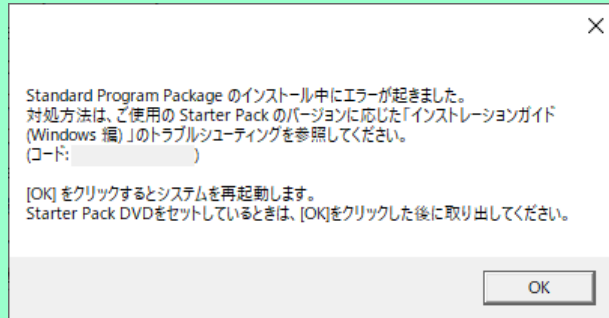 Standard Program Package のインストール中にエラーが起きました。
対処方法は、ご使用の Starter Pack のバージョンに応じた「インストレーションガイド
(Windows 編) 」のトラブルシューティングを参照してください。
(コード: )
[OK] をクリックするとシステムを再起動します。
Starter Pack DVDをセットしているときは、[OK]をクリックした後に取り出してください。
OK